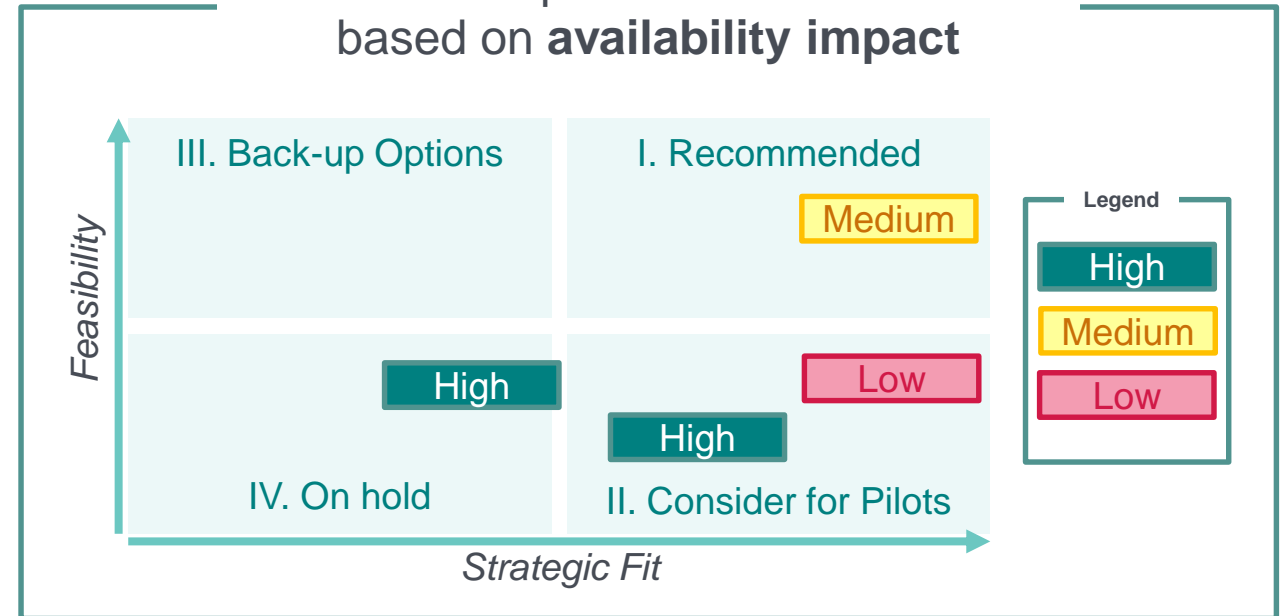 based on availability impact
III. Back-up Options
I. Recommended
Medium
Feasibility
High
Low
High
IV. On hold
II. Consider for Pilots
Strategic Fit
Legend
High
Medium
Low